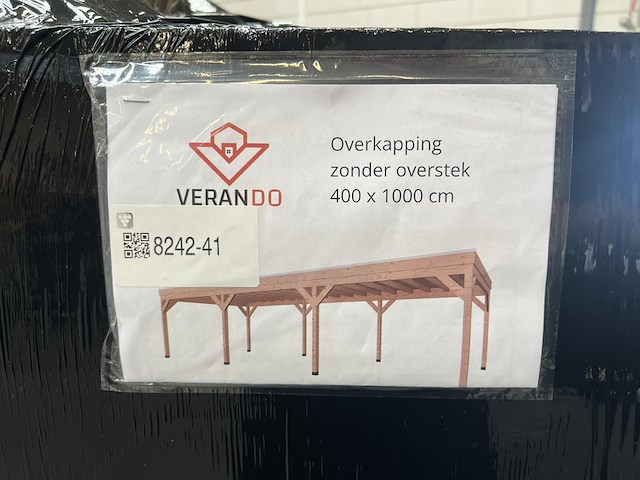 Overkapping
zonder overstek
400 x 1000 cm
VERANDO
8242-41